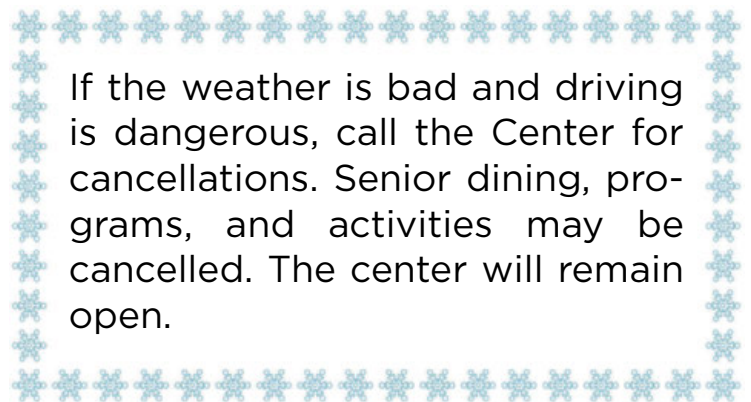 If the weather is bad and driving
is dangerous, call the Center for
cancellations. Senior dining, pro-
grams, and activities may be
cancelled. The center will remain
open.